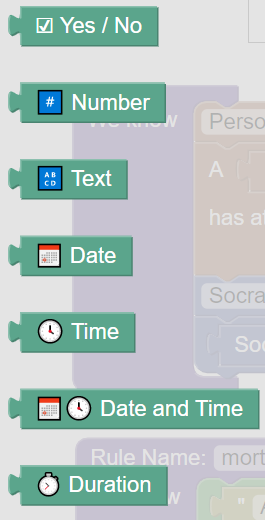 ☑ Yes / No
# Number
We know
Perso
ABCD Text
A
has at
Date
Socra
Time
Soc
Date and Time
Rule Name: mort
Duration
w
"